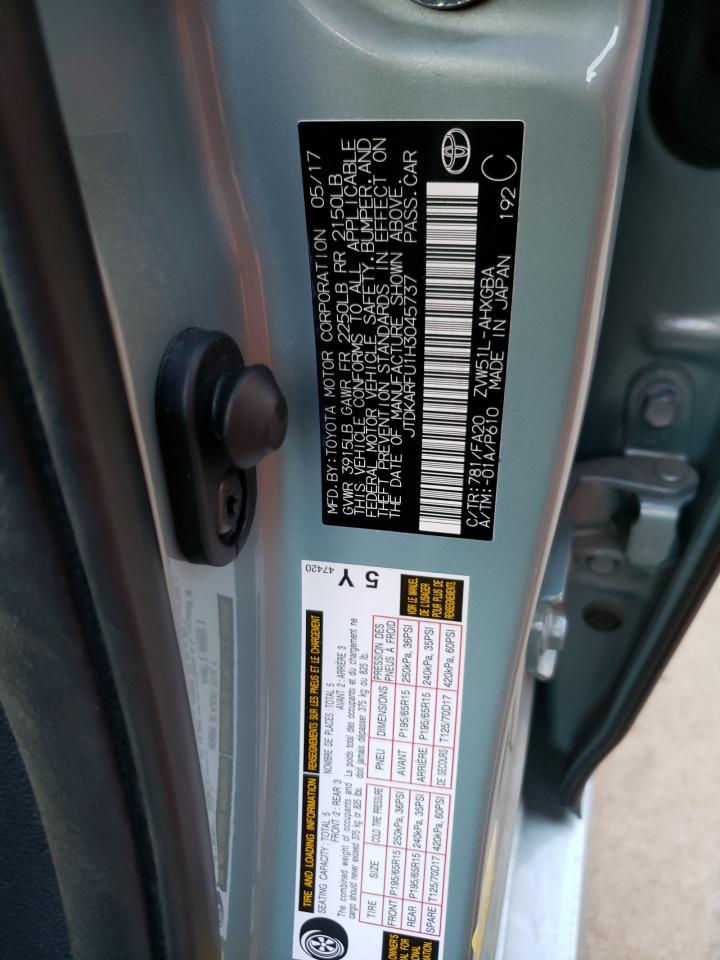 MFD.BY:TOYOTA MOTOR CORPORATION 05/17
GVWR 3915LB GAWR FR 2250LB RR 2150LB
THIS VEHICLE CONFORMS TO ALL APPLICABLE
FEDERAL MOTOR VEHICLE SAFETY,BUMPER,AND
THEFT PREVENTION STANDARDS IN EFFECT ON
THE DATE OF MANUFACTURE SHOWN ABOVE.
JTDKARFU1H3045737 PASS.CAR
C/TR:781/FA20 ZVW51L-AHXGBA
A/TM:-01A/P610 MADE IN JAPAN 192 C
TIRE AND LOADING INFORMATION
SEATING CAPACITY:TOTAL 5
FRONT 2:REAR 3
The combined weight of occupants and
cargo should never exceed 375 kg or 825 lbs.
TIRE SIZE COLD TIRE PRESSURE
FRONT P195/65R15 250kPa, 36PSI
REAR P195/65R15 240kPa, 35PSI
SPARE T125/70D17 420kPa, 60PSI
OWNER'S
AL FOR
IONAL
RENSEIGNEMENTS SUR LES PNEUS ET LE CHARGEMENT
NOMBRE DE PLACES:TOTAL 5
AVANT 2:ARRIÈRE 3
Le poids total des occupants et du chargement ne
doit jamais dépasser 375 kg ou 825 lb.
PNEU DIMENSIONS PRESSION DES PNEUS À FROID
AVANT P195/65R15 250kPa, 36PSI
ARRIÈRE P195/65R15 240kPa, 35PSI
DE SECOURS T125/70D17 420kPa, 60PSI
VOIR LE MANUEL
DE L'USAGER
POUR PLUS DE
RENSEIGNEMENTS
47420
5 Y